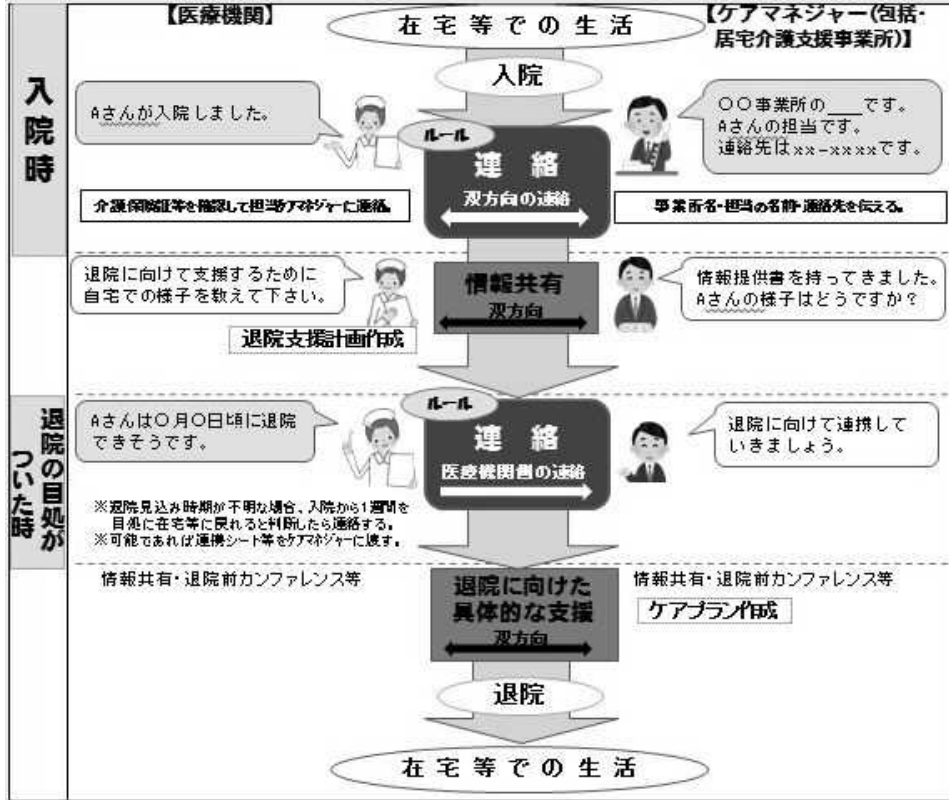 【医療機関】
在宅等での生活
【ケアマネジャー(包括・
居宅介護支援事業所)】
入院
入院時
Aさんが入院しました。
〇〇事業所の___です。
Aさんの担当です。
連絡先はxx-xxxxです。
ルール
連絡
双方向の連絡
介護保険証等を確認して担当ケアマネジャーに連絡。
事業所名・担当の名前・連絡先を伝える。
退院に向けて支援するために
自宅での様子を教えて下さい。
情報共有
双方向
情報提供書を持ってきました。
Aさんの様子はどうですか?
退院支援計画作成
退院の目処が
ついた時
Aさんは〇月〇日頃に退院
できそうです。
ルール
連絡
医療機関側の連絡
退院に向けて連携して
いきましょう。
※退院見込み時期が不明な場合、入院から1週間を
目処に在宅等に戻れると判断したら連絡する。
※可能であれば連携シート等をケアマネジャーに渡す。
情報共有・退院前カンファレンス等
退院に向けた
具体的な支援
双方向
情報共有・退院前カンファレンス等
ケアプラン作成
退院
在宅等での生活